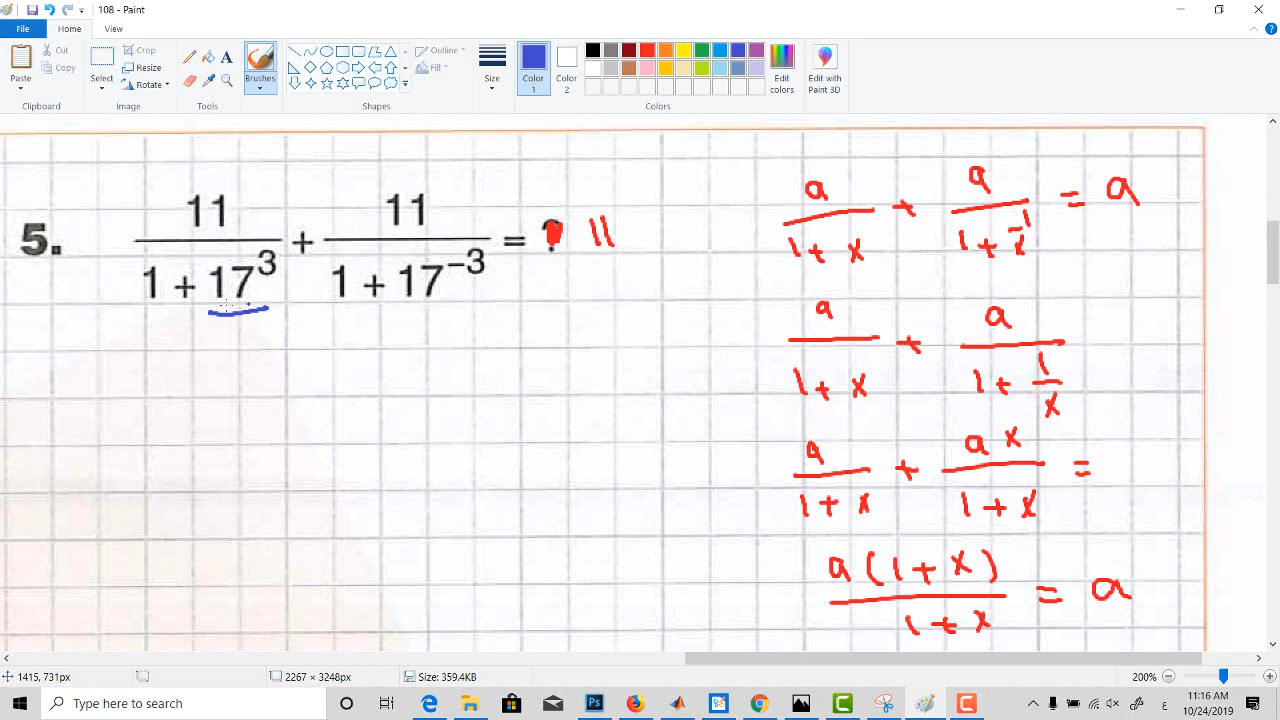 108 - Paint
File Home View
Paste Cut Copy Clipboard
Select Crop Resize Rotate Image
Tools
Brushes
Shapes Outline Fill
Size
Color 1 Color 2 Edit colors Colors
Edit with Paint 3D
5. 11/(1 + 17³) + 11/(1 + 17⁻³) = ? 11
a/(1 + x) + a/(1 + x⁻¹) = a
a/(1 + x) + a/(1 + 1/x)
a/(1 + x) + ax/(1 + x) =
a(1 + x)/(1 + x) = a
1415, 731px 2267 × 3248px Size: 359.4KB 200%
Type here to search
11:16 AM
10/24/2019